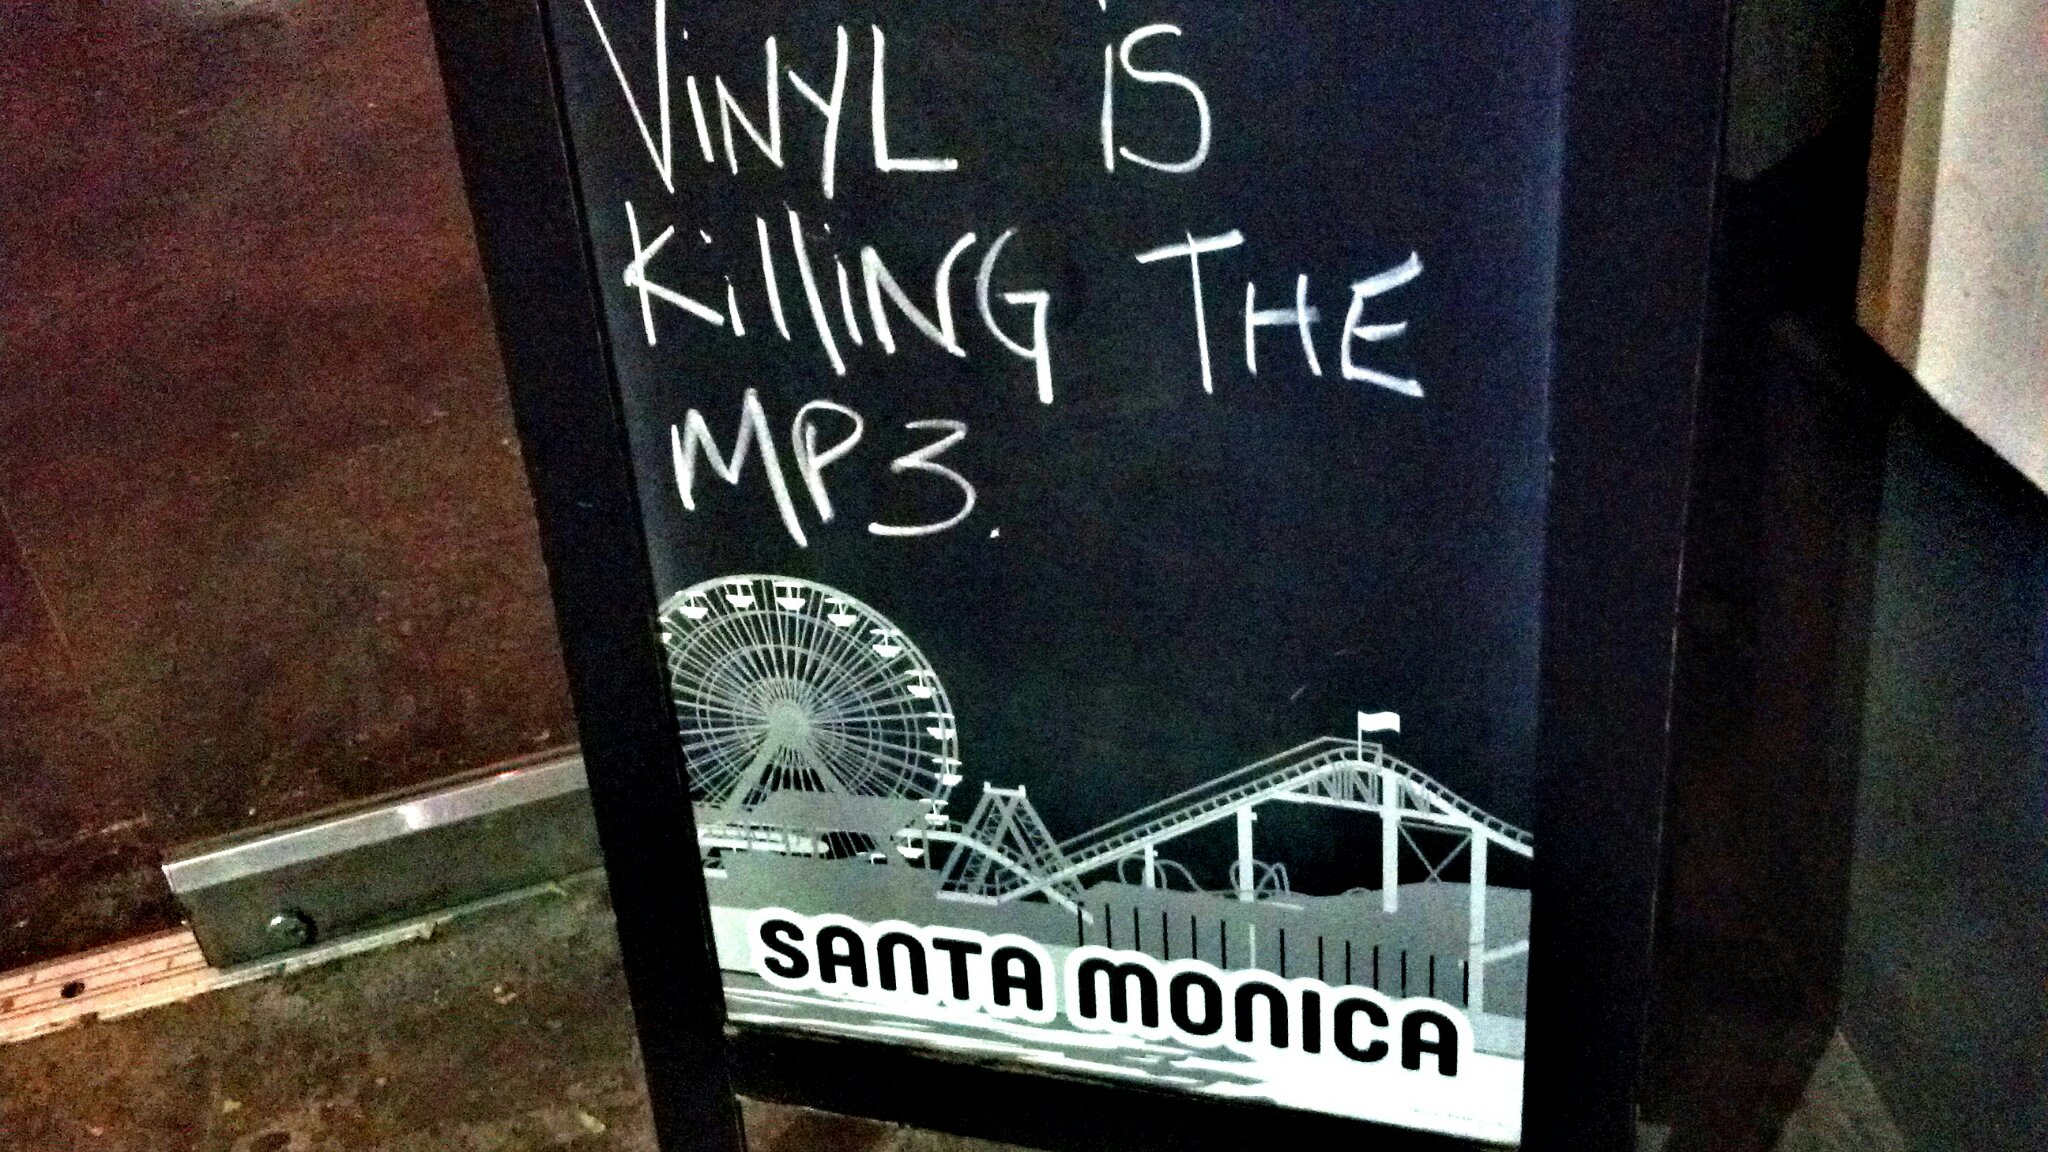 VINYL IS
KillING THE
MP3.
SANTA MONICA